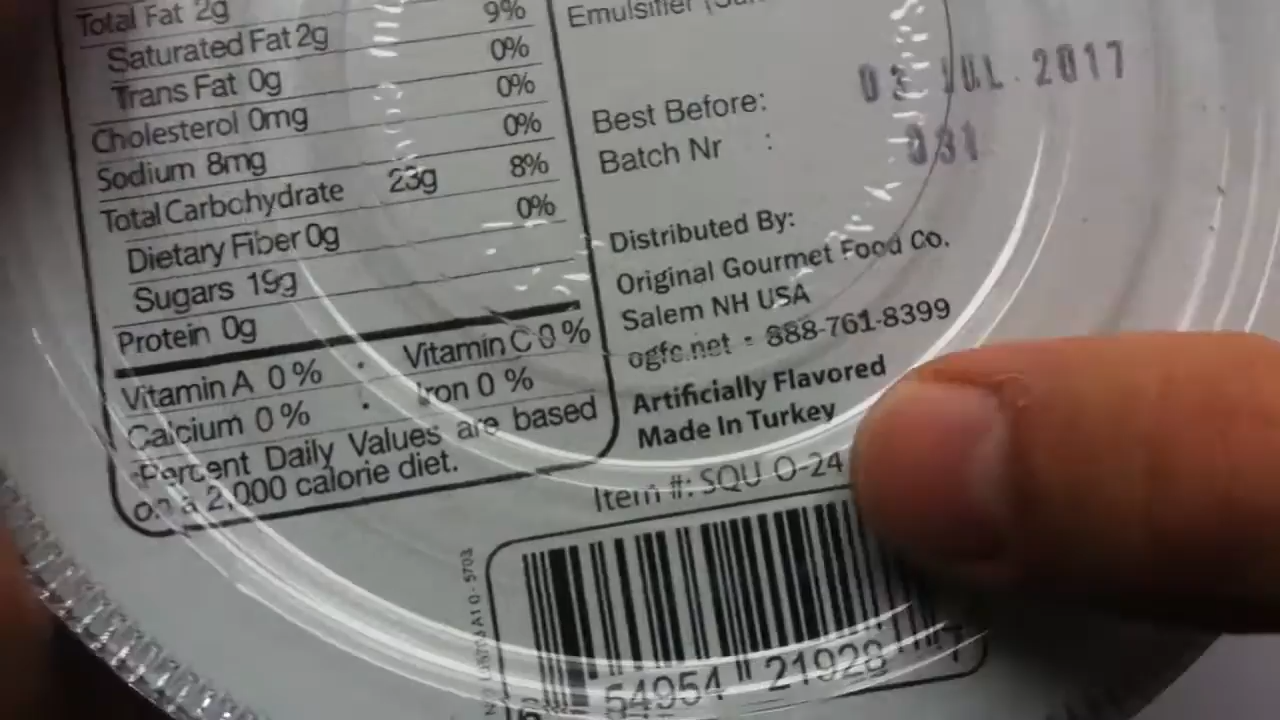 Total Fat 2g
Saturated Fat 2g 9%
Trans Fat 0g 0%
Cholesterol 0mg 0%
Sodium 8mg 0%
Total Carbohydrate 23g 8%
Dietary Fiber 0g 0%
Sugars 19g
Protein 0g
Vitamin A 0% · Vitamin C 0%
Calcium 0% · Iron 0%
Percent Daily Values are based
on a 2,000 calorie diet.
Emulsifier
Best Before: 03 JUL. 2017
Batch Nr : 031
Distributed By:
Original Gourmet Food Co.
Salem NH USA
ogfc.net - 888-761-8399
Artificially Flavored
Made In Turkey
Item #: SQU O-24
54954 21928